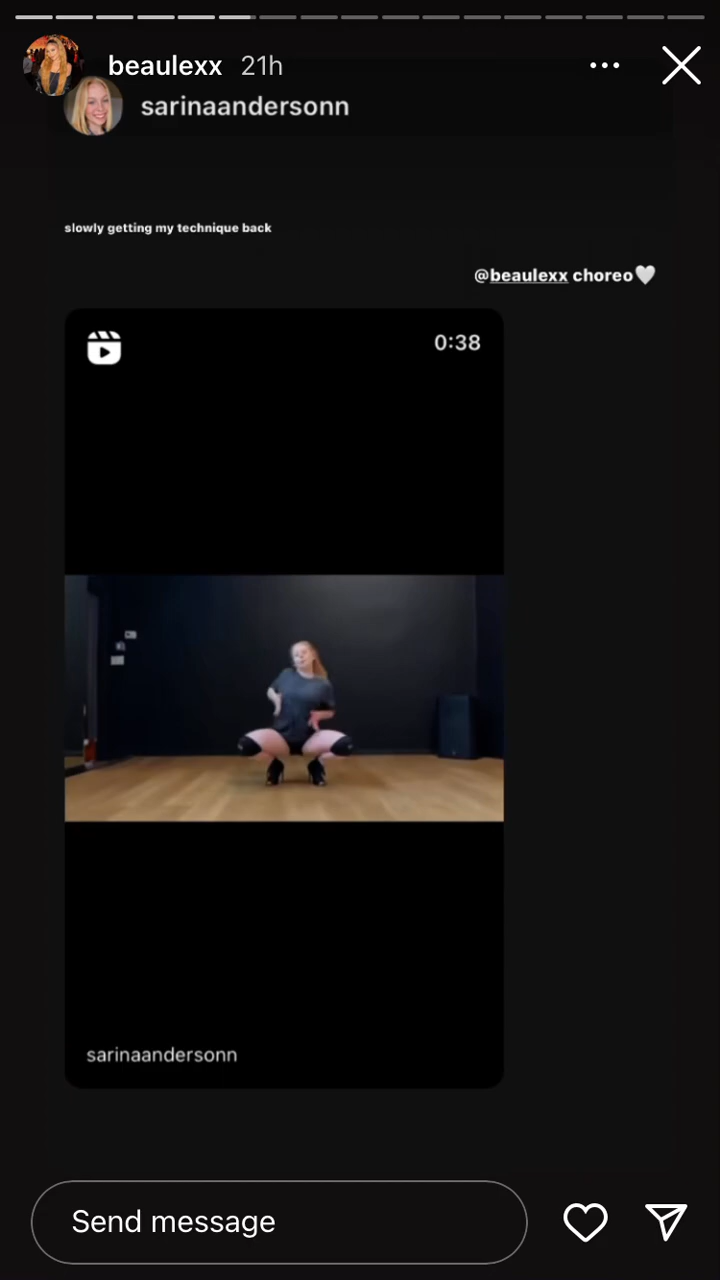 beaulexx 21h
sarinaandersonn
slowly getting my technique back
@beaulexx choreo🤍
0:38
sarinaandersonn
Send message